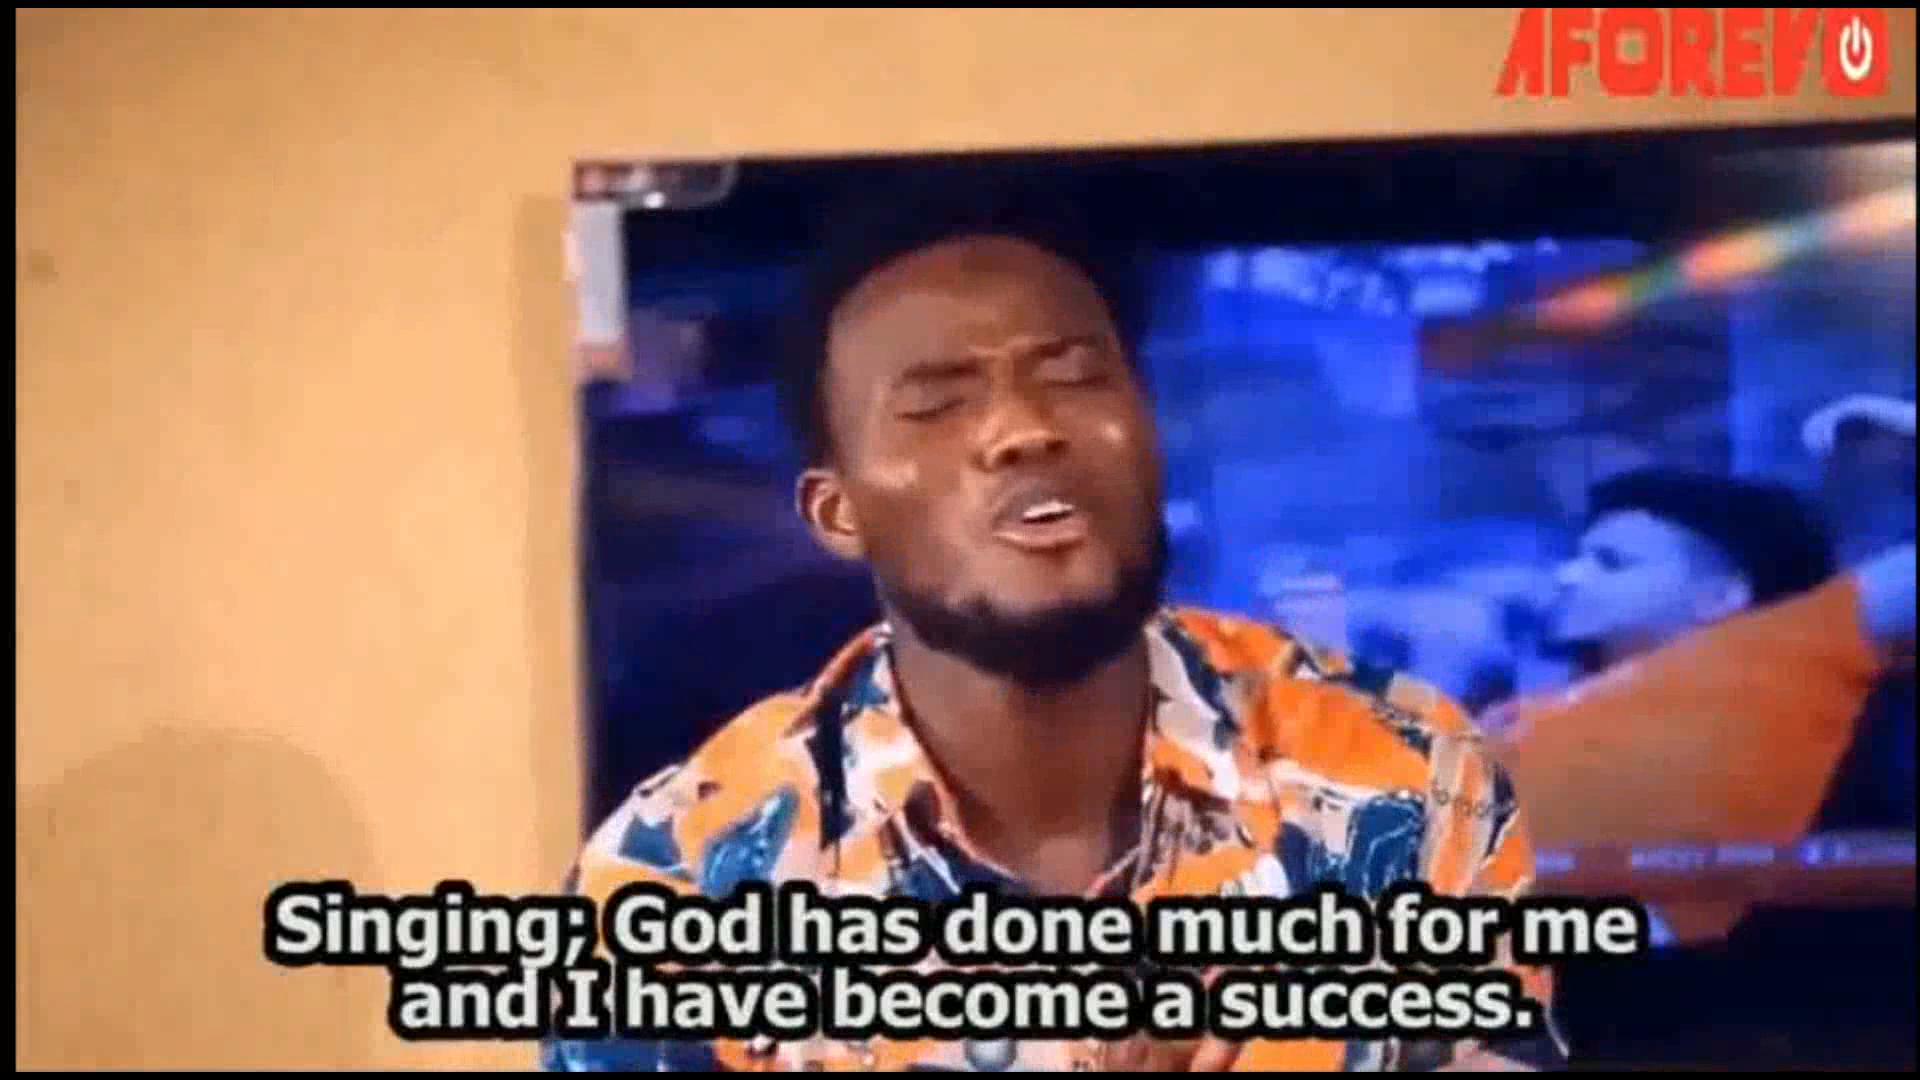 AFOREVO
Singing; God has done much for me
and I have become a success.